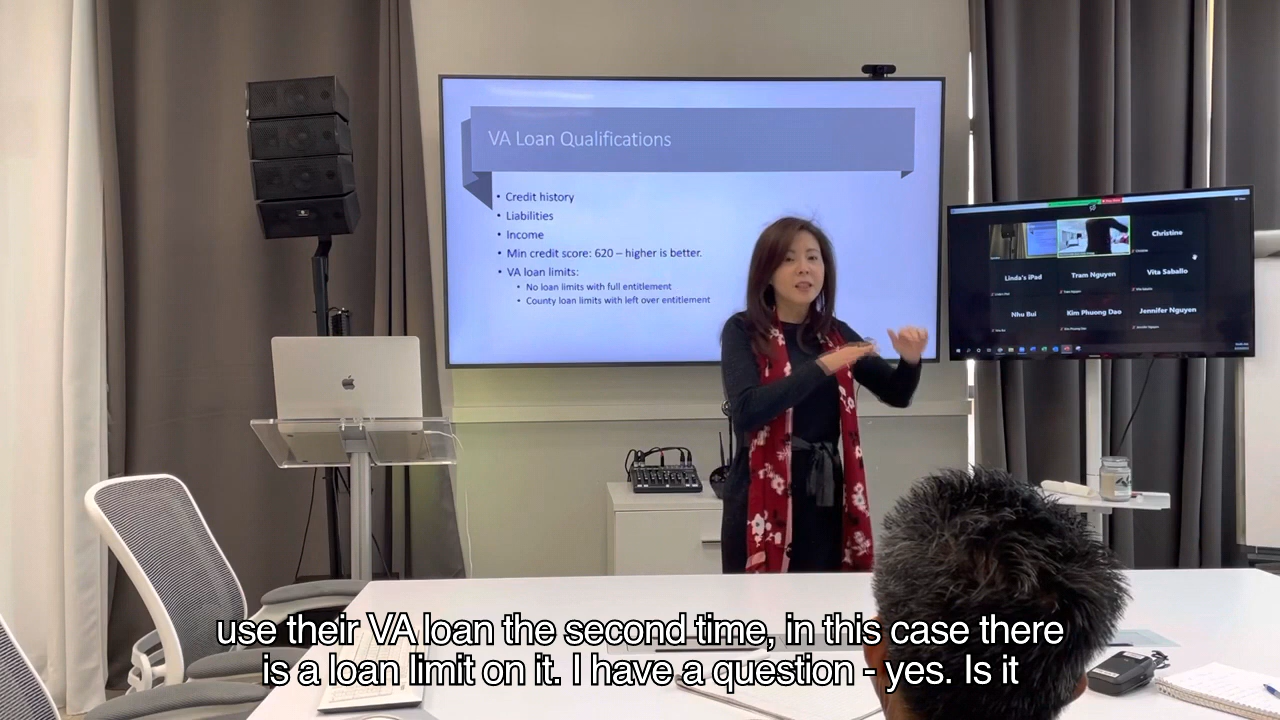 VA Loan Qualifications
• Credit history
• Liabilities
• Income
• Min credit score: 620 – higher is better.
• VA loan limits:
• No loan limits with full entitlement
• County loan limits with left over entitlement
Christine
Linda's iPad
Tram Nguyen
Vita Saballo
Nhu Bui
Kim Phuong Dao
Jennifer Nguyen
use their VA loan the second time, in this case there
is a loan limit on it. I have a question - yes. Is it